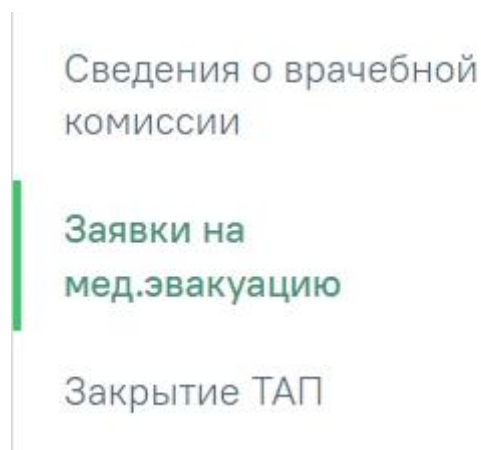 Сведения о врачебной
комиссии
Заявки на
мед.эвакуацию
Закрытие ТАП